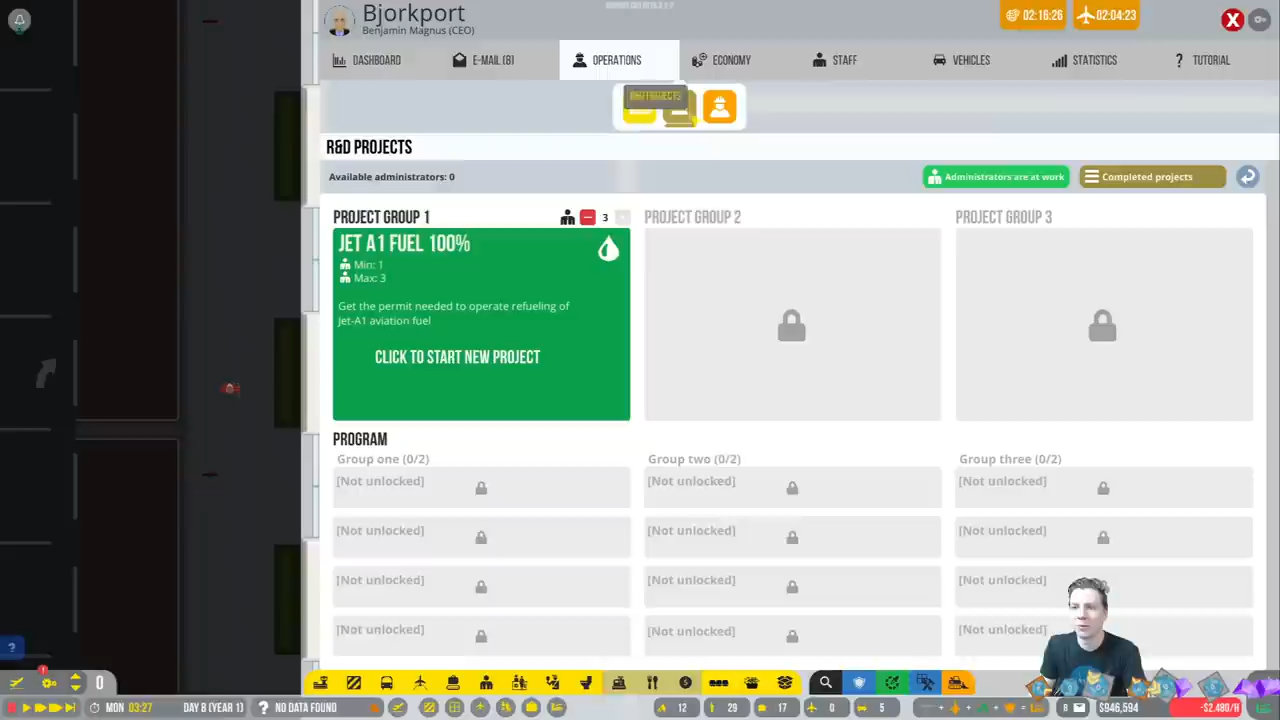 Bjorkport
Benjamin Magnus (CEO)
02:16:26
02:04:23
X
DASHBOARD
E-MAIL (8)
OPERATIONS
ECONOMY
STAFF
VEHICLES
STATISTICS
? TUTORIAL
R&D PROJECTS
R&D PROJECTS
Available administrators: 0
Administrators are at work
Completed projects
PROJECT GROUP 1
3
PROJECT GROUP 2
PROJECT GROUP 3
JET A1 FUEL 100%
Min: 1
Max: 3
Get the permit needed to operate refueling of
Jet-A1 aviation fuel
CLICK TO START NEW PROJECT
PROGRAM
Group one (0/2)
Group two (0/2)
Group three (0/2)
[Not unlocked]
[Not unlocked]
[Not unlocked]
[Not unlocked]
[Not unlocked]
[Not unlocked]
[Not unlocked]
[Not unlocked]
[Not unlocked]
[Not unlocked]
[Not unlocked]
[Not unlocked]
?
0
MON 03:27
DAY 8 (YEAR 1)
? NO DATA FOUND
12
29
17
0
5
8
$946,594
-$2.480/H